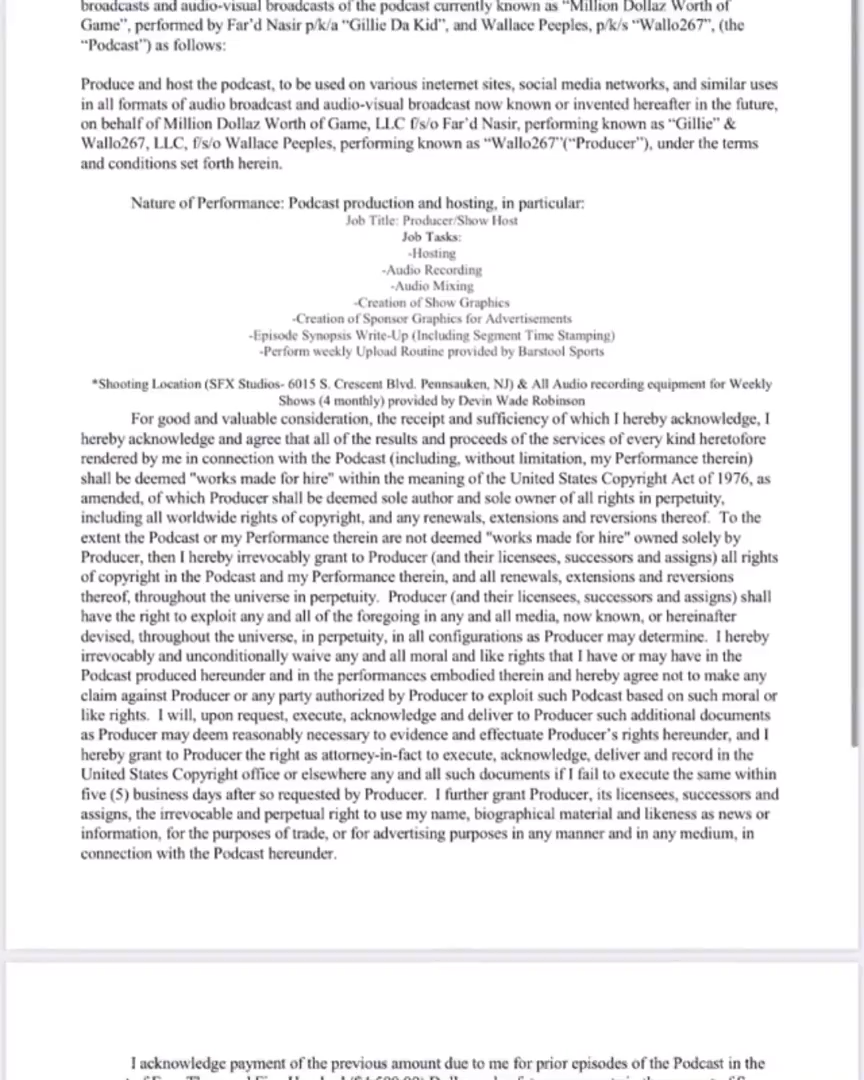 broadcasts and audio-visual broadcasts of the podcast currently known as “Million Dollaz Worth of
Game”, performed by Far’d Nasir p/k/a “Gillie Da Kid”, and Wallace Peeples, p/k/s “Wallo267”, (the
“Podcast”) as follows:
Produce and host the podcast, to be used on various inetemet sites, social media networks, and similar uses
in all formats of audio broadcast and audio-visual broadcast now known or invented hereafter in the future,
on behalf of Million Dollaz Worth of Game, LLC f/s/o Far’d Nasir, performing known as “Gillie” &
Wallo267, LLC, f/s/o Wallace Peeples, performing known as “Wallo267”(“Producer”), under the terms
and conditions set forth herein.
Nature of Performance: Podcast production and hosting, in particular:
Job Title: Producer/Show Host
Job Tasks:
-Hosting
-Audio Recording
-Audio Mixing
-Creation of Show Graphics
-Creation of Sponsor Graphics for Advertisements
-Episode Synopsis Write-Up (Including Segment Time Stamping)
-Perform weekly Upload Routine provided by Barstool Sports
*Shooting Location (SFX Studios- 6015 S. Crescent Blvd. Pennsauken, NJ) & All Audio recording equipment for Weekly
Shows (4 monthly) provided by Devin Wade Robinson
For good and valuable consideration, the receipt and sufficiency of which I hereby acknowledge, I
hereby acknowledge and agree that all of the results and proceeds of the services of every kind heretofore
rendered by me in connection with the Podcast (including, without limitation, my Performance therein)
shall be deemed "works made for hire" within the meaning of the United States Copyright Act of 1976, as
amended, of which Producer shall be deemed sole author and sole owner of all rights in perpetuity,
including all worldwide rights of copyright, and any renewals, extensions and reversions thereof. To the
extent the Podcast or my Performance therein are not deemed "works made for hire" owned solely by
Producer, then I hereby irrevocably grant to Producer (and their licensees, successors and assigns) all rights
of copyright in the Podcast and my Performance therein, and all renewals, extensions and reversions
thereof, throughout the universe in perpetuity. Producer (and their licensees, successors and assigns) shall
have the right to exploit any and all of the foregoing in any and all media, now known, or hereinafter
devised, throughout the universe, in perpetuity, in all configurations as Producer may determine. I hereby
irrevocably and unconditionally waive any and all moral and like rights that I have or may have in the
Podcast produced hereunder and in the performances embodied therein and hereby agree not to make any
claim against Producer or any party authorized by Producer to exploit such Podcast based on such moral or
like rights. I will, upon request, execute, acknowledge and deliver to Producer such additional documents
as Producer may deem reasonably necessary to evidence and effectuate Producer’s rights hereunder, and I
hereby grant to Producer the right as attorney-in-fact to execute, acknowledge, deliver and record in the
United States Copyright office or elsewhere any and all such documents if I fail to execute the same within
five (5) business days after so requested by Producer. I further grant Producer, its licensees, successors and
assigns, the irrevocable and perpetual right to use my name, biographical material and likeness as news or
information, for the purposes of trade, or for advertising purposes in any manner and in any medium, in
connection with the Podcast hereunder.
I acknowledge payment of the previous amount due to me for prior episodes of the Podcast in the